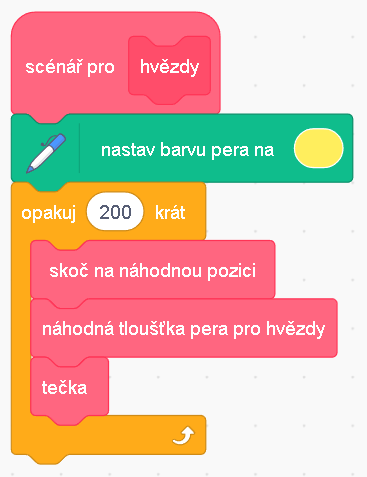 scénář pro hvězdy
nastav barvu pera na
opakuj 200 krát
skoč na náhodnou pozici
náhodná tloušťka pera pro hvězdy
tečka